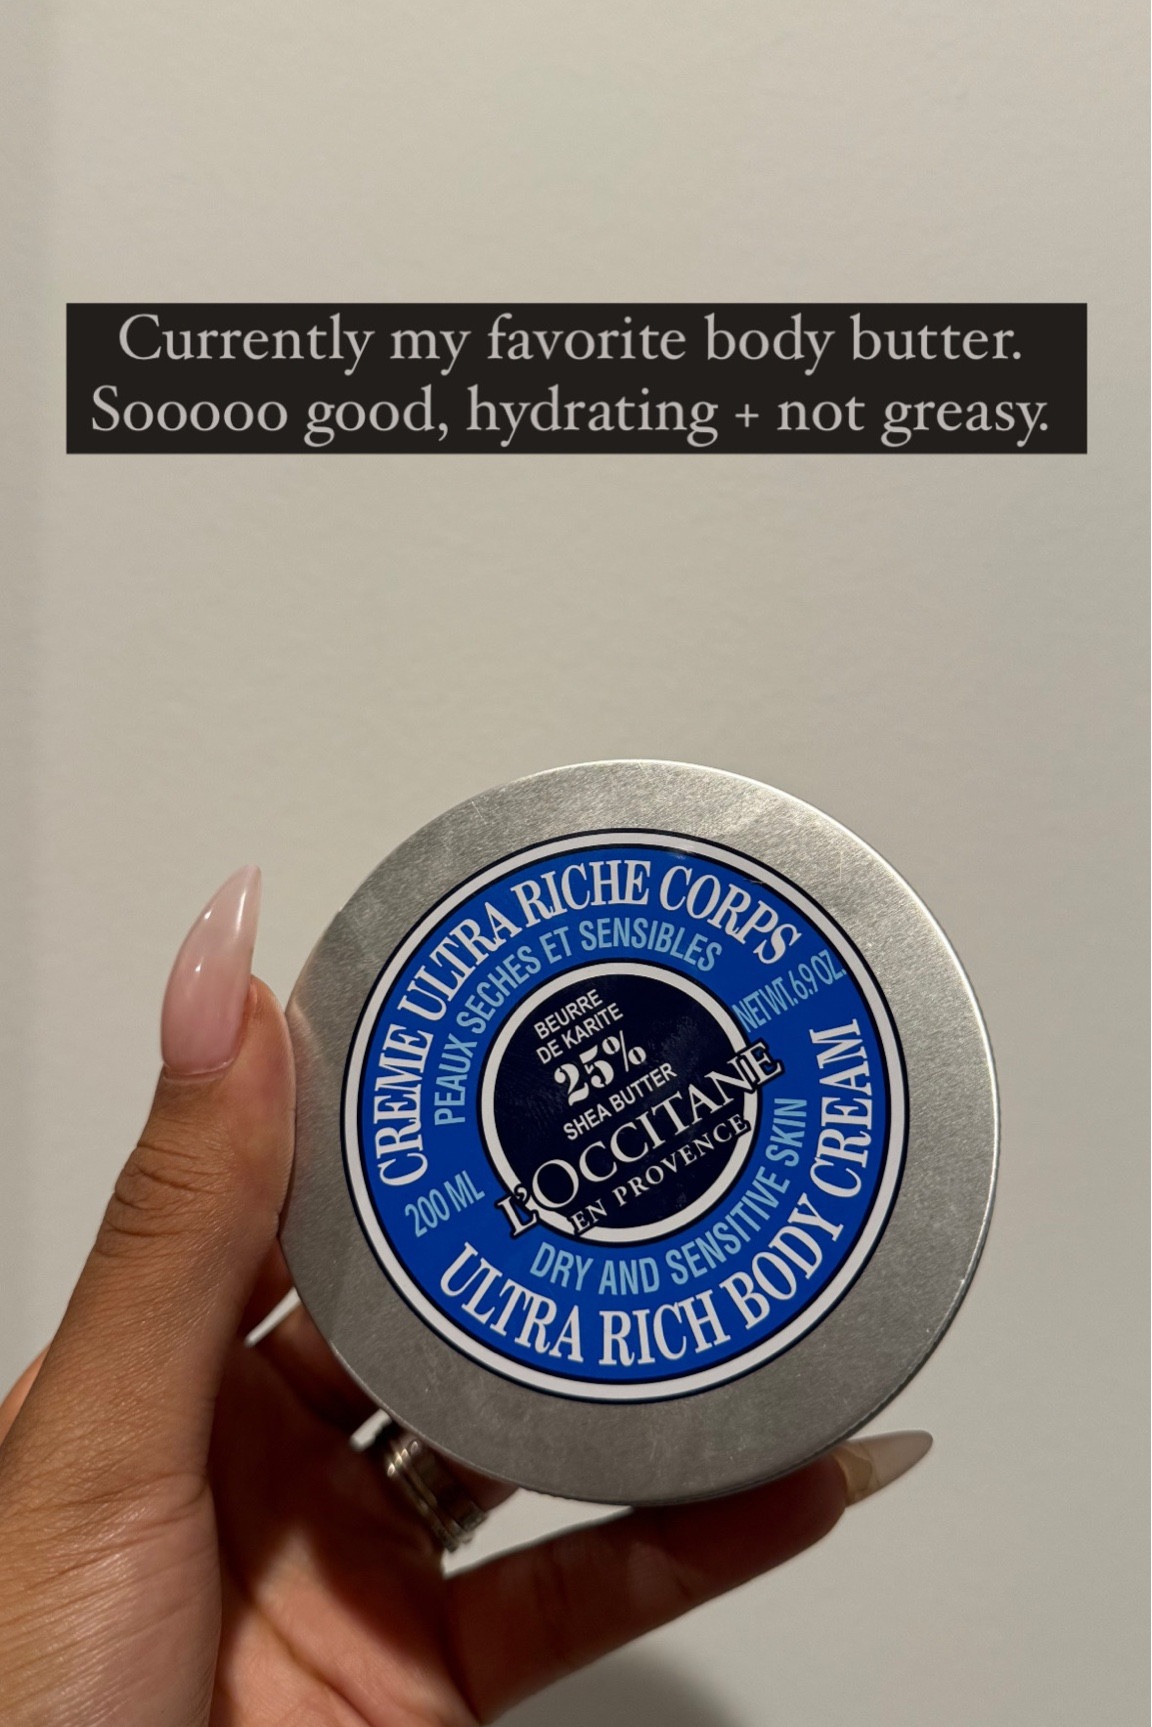 Currently my favorite body butter.
Sooooo good, hydrating + not greasy.
CREME ULTRA RICHE CORPS
PEAUX SECHES ET SENSIBLES
NET WT. 6.9 OZ.
BEURRE
DE KARITE
25%
SHEA BUTTER
L'OCCITANE
EN PROVENCE
200 ML
DRY AND SENSITIVE SKIN
ULTRA RICH BODY CREAM